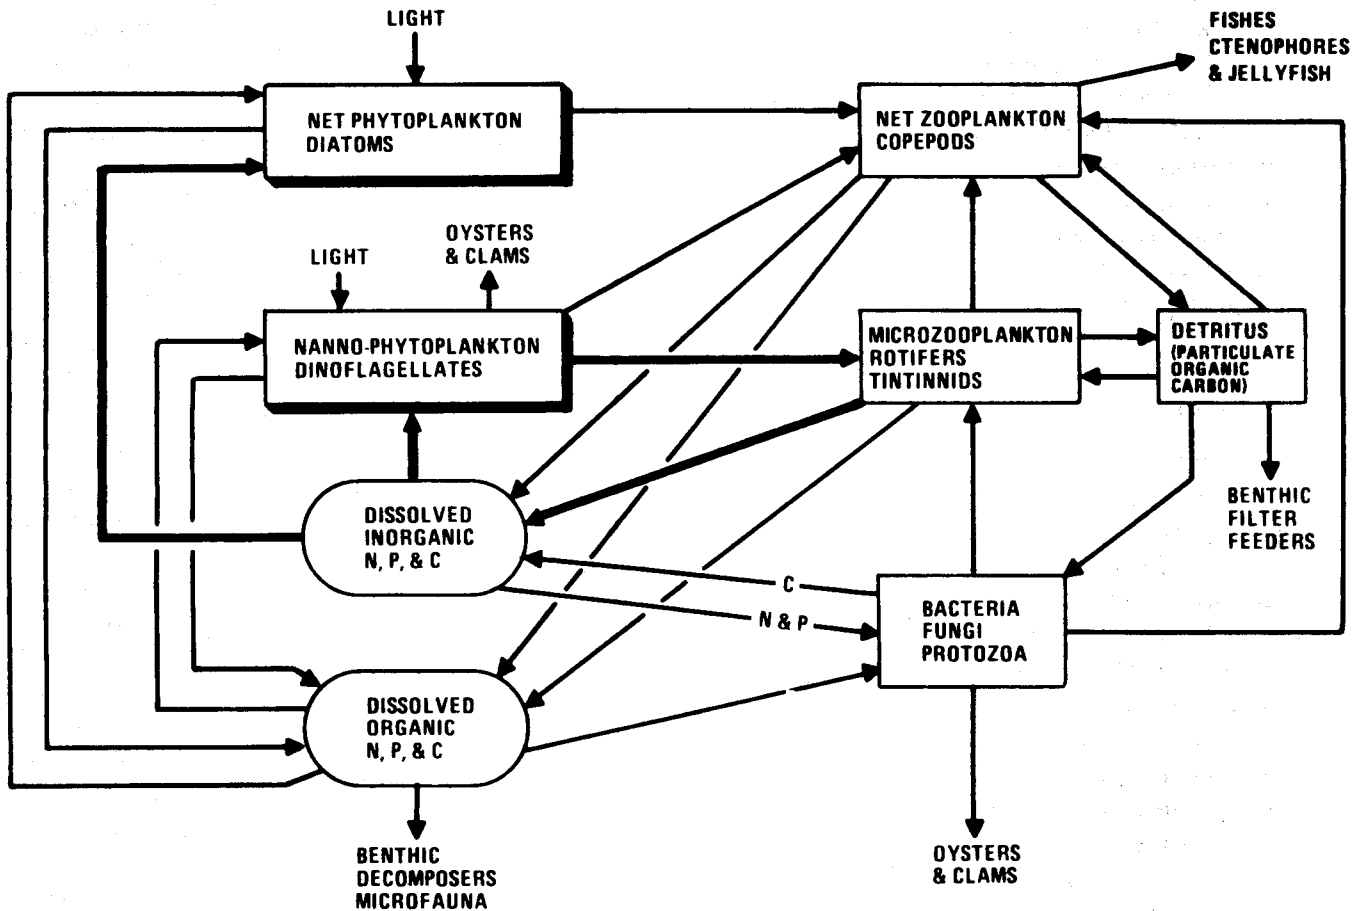 LIGHT
FISHES
CTENOPHORES
& JELLYFISH
NET PHYTOPLANKTON
DIATOMS
NET ZOOPLANKTON
COPEPODS
OYSTERS
& CLAMS
LIGHT
NANNO-PHYTOPLANKTON
DINOFLAGELLATES
MICROZOOPLANKTON
ROTIFERS
TINTINNIDS
DETRITUS
(PARTICULATE
ORGANIC
CARBON)
DISSOLVED
INORGANIC
N, P, & C
BENTHIC
FILTER
FEEDERS
C
N & P
BACTERIA
FUNGI
PROTOZOA
DISSOLVED
ORGANIC
N, P, & C
BENTHIC
DECOMPOSERS
MICROFAUNA
OYSTERS
& CLAMS